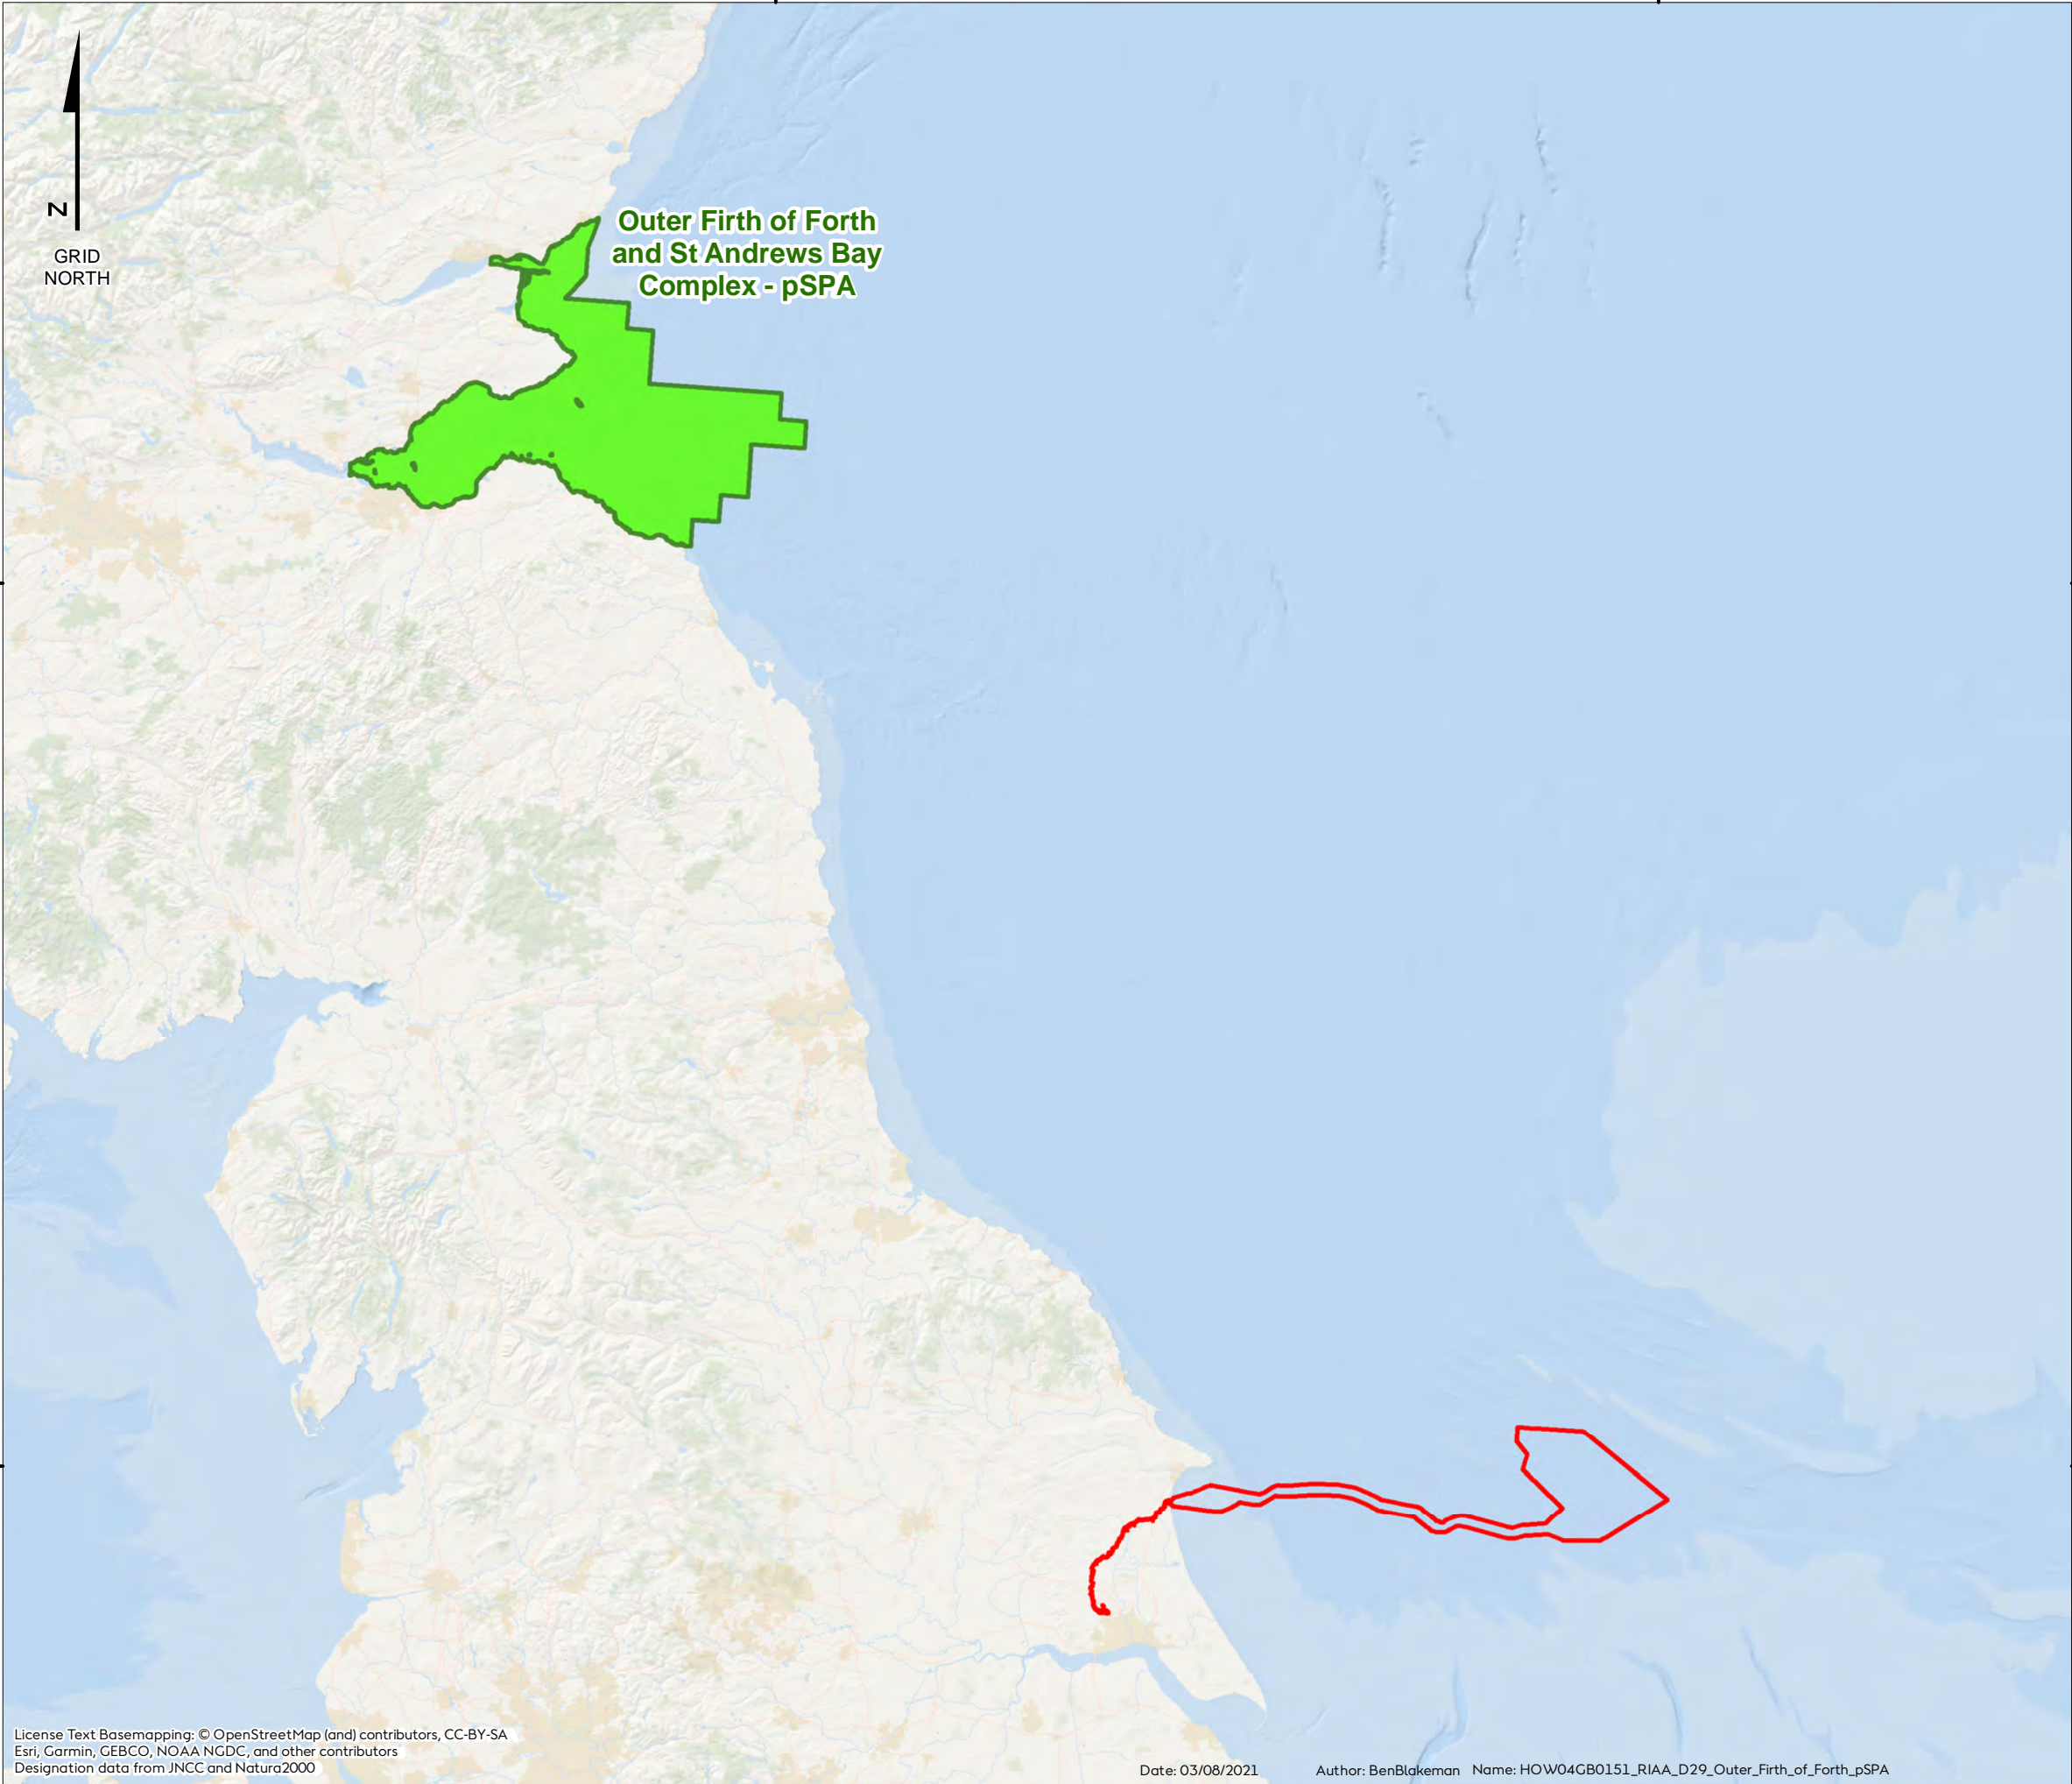 N
GRID
NORTH
Outer Firth of Forth
and St Andrews Bay
Complex - pSPA
License Text Basemapping: © OpenStreetMap (and) contributors, CC-BY-SA
Esri, Garmin, GEBCO, NOAA NGDC, and other contributors
Designation data from JNCC and Natura2000
Date: 03/08/2021 Author: BenBlakeman Name: HOW04GB0151_RIAA_D29_Outer_Firth_of_Forth_pSPA